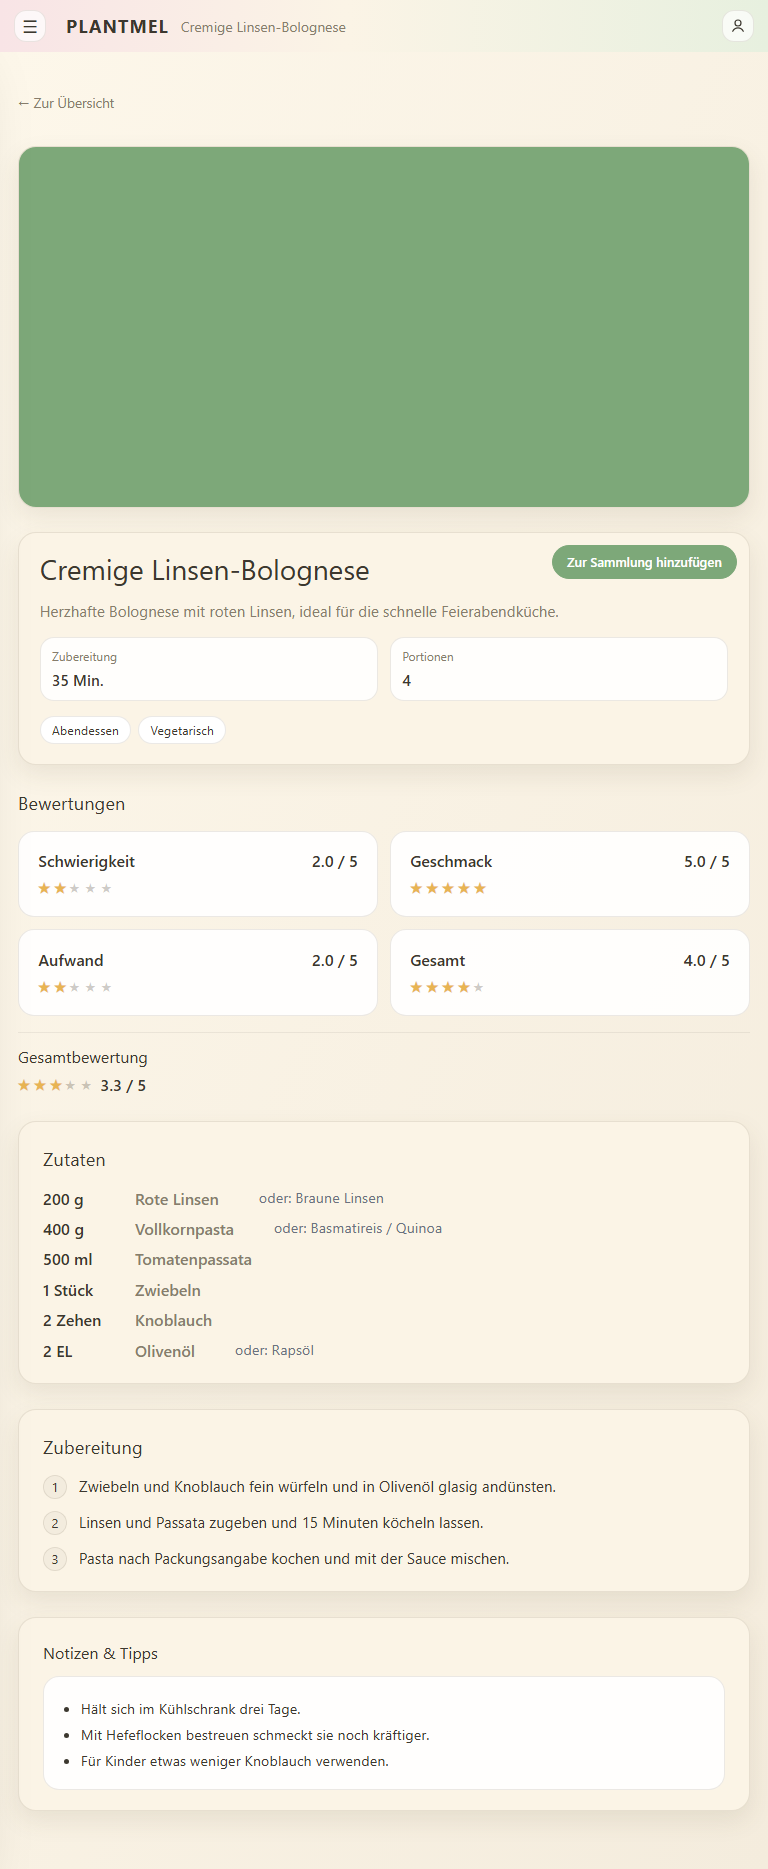 ☰ PLANTMEL Cremige Linsen-Bolognese
← Zur Übersicht
Cremige Linsen-Bolognese
Zur Sammlung hinzufügen
Herzhafte Bolognese mit roten Linsen, ideal für die schnelle Feierabendküche.
Zubereitung
35 Min.
Portionen
4
Abendessen
Vegetarisch
Bewertungen
Schwierigkeit 2.0 / 5
★★★★★
Geschmack 5.0 / 5
★★★★★
Aufwand 2.0 / 5
★★★★★
Gesamt 4.0 / 5
★★★★★
Gesamtbewertung
★★★★★ 3.3 / 5
Zutaten
200 g Rote Linsen oder: Braune Linsen
400 g Vollkornpasta oder: Basmatireis / Quinoa
500 ml Tomatenpassata
1 Stück Zwiebeln
2 Zehen Knoblauch
2 EL Olivenöl oder: Rapsöl
Zubereitung
1 Zwiebeln und Knoblauch fein würfeln und in Olivenöl glasig andünsten.
2 Linsen und Passata zugeben und 15 Minuten köcheln lassen.
3 Pasta nach Packungsangabe kochen und mit der Sauce mischen.
Notizen & Tipps
• Hält sich im Kühlschrank drei Tage.
• Mit Hefeflocken bestreuen schmeckt sie noch kräftiger.
• Für Kinder etwas weniger Knoblauch verwenden.